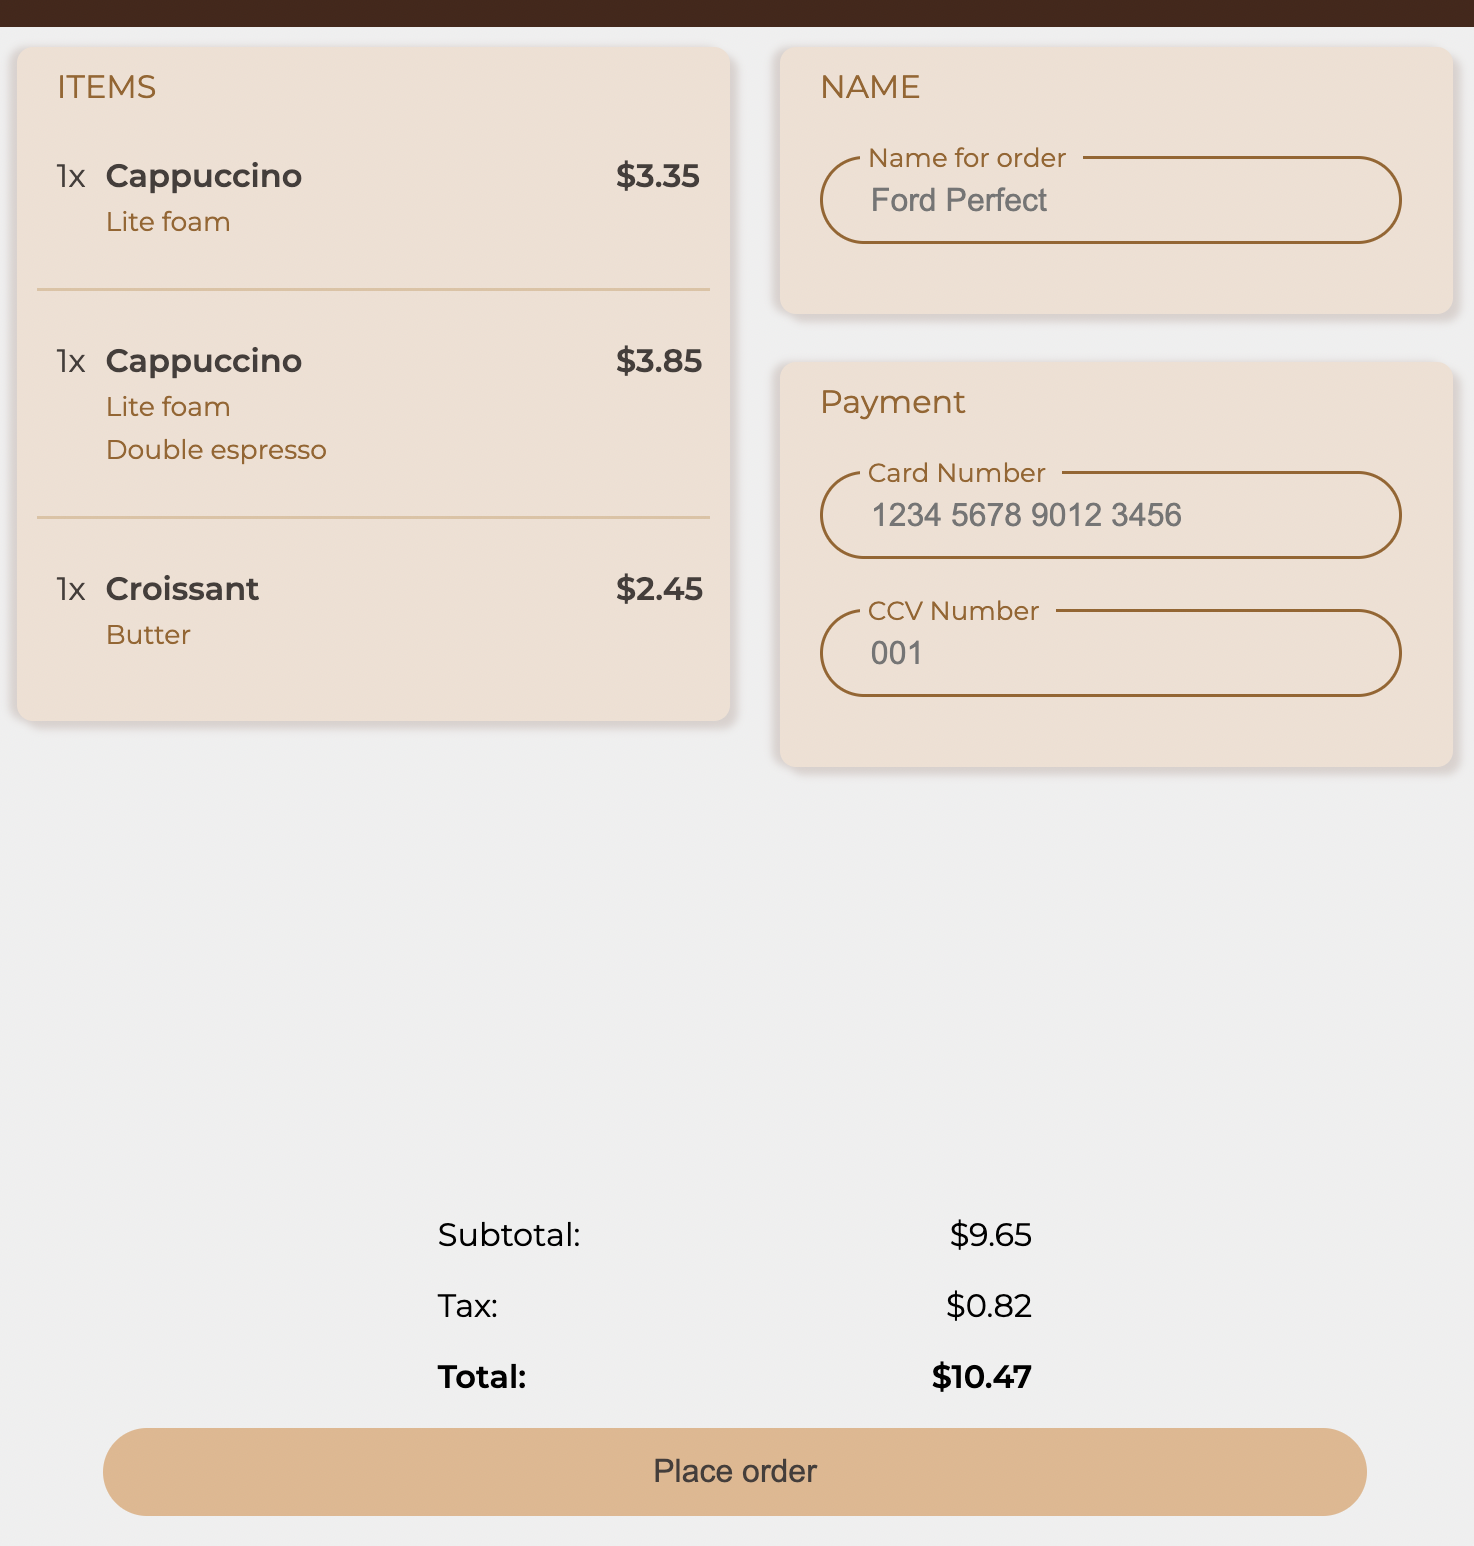 ITEMS
1x Cappuccino $3.35
Lite foam
1x Cappuccino $3.85
Lite foam
Double espresso
1x Croissant $2.45
Butter
NAME
Name for order
Ford Perfect
Payment
Card Number
1234 5678 9012 3456
CCV Number
001
Subtotal: $9.65
Tax: $0.82
Total: $10.47
Place order